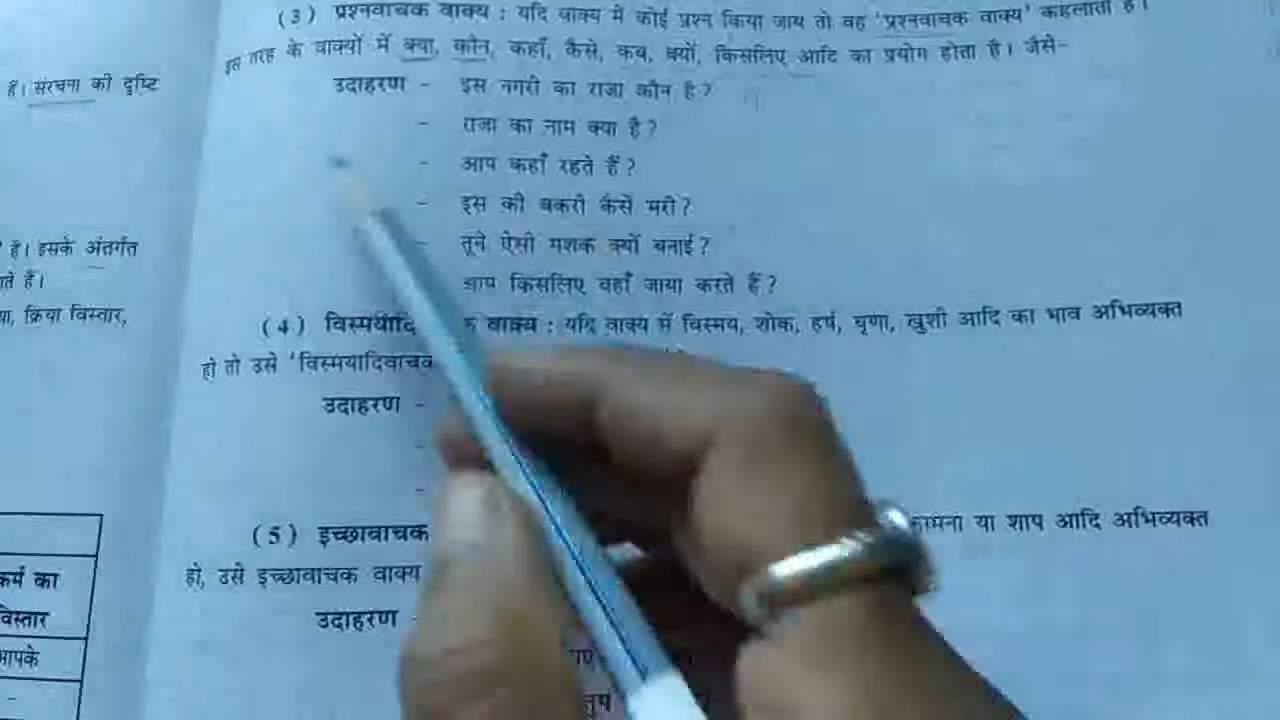 (3) प्रश्नवाचक वाक्य : यदि वाक्य में कोई प्रश्न किया जाय तो वह 'प्रश्नवाचक वाक्य' कहलाता है।
इस तरह के वाक्यों में क्या, कौन, कहाँ, कैसे, कब, क्यों, किसलिए आदि का प्रयोग होता है। जैसे-
उदाहरण - इस नगरी का राजा कौन है?
- राजा का नाम क्या है?
- आप कहाँ रहते हैं?
- इस की बकरी कैसे मरी?
- तूने ऐसी मशक क्यों बनाई?
आप किसलिए वहाँ जाया करते हैं?
(4) विस्मयादि क वाक्य : यदि वाक्य में विस्मय, शोक, हर्ष, घृणा, खुशी आदि का भाव अभिव्यक्त
हो तो उसे 'विस्मयादिवाचक
उदाहरण -
-
-
(5) इच्छावाचक कामना या शाप आदि अभिव्यक्त
हो, उसे इच्छावाचक वाक्य
उदाहरण -
तुम
हैं। संरचना की दृष्टि
है। इसके अंतर्गत
ते हैं।
क्रिया विस्तार,
कर्म का
विस्तार
आपके
-